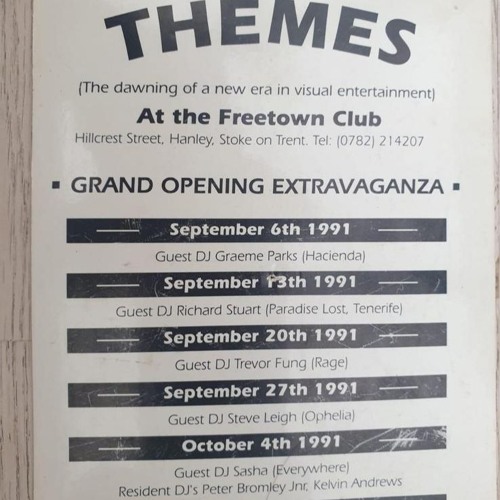 THEMES
(The dawning of a new era in visual entertainment)
At the Freetown Club
Hillcrest Street, Hanley, Stoke on Trent. Tel: (0782) 214207
▪ GRAND OPENING EXTRAVAGANZA ▪
September 6th 1991
Guest DJ Graeme Parks (Hacienda)
September 13th 1991
Guest DJ Richard Stuart (Paradise Lost, Tenerife)
September 20th 1991
Guest DJ Trevor Fung (Rage)
September 27th 1991
Guest DJ Steve Leigh (Ophelia)
October 4th 1991
Guest DJ Sasha (Everywhere)
Resident DJ's Peter Bromley Jnr, Kelvin Andrews